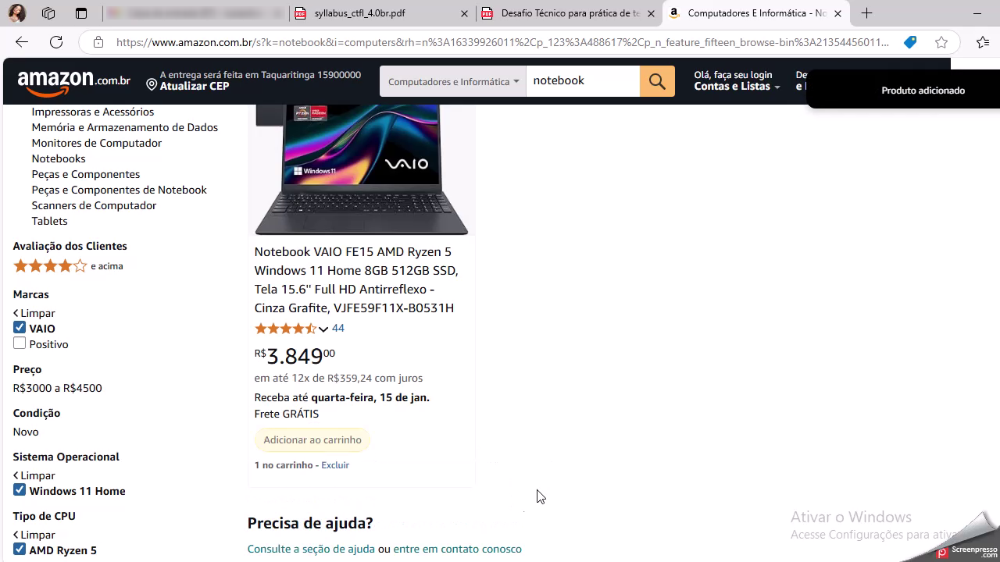 syllabus_ctfl_4.0br.pdf
Desafio Técnico para prática de t
Computadores E Informática - No
https://www.amazon.com.br/s?k=notebook&i=computers&rh=n%3A16339926011%2Cp_123%3A488617%2Cp_n_feature_fifteen_browse-bin%3A21354456011...
amazon.com.br
A entrega será feita em Taquaritinga 15900000
Atualizar CEP
Computadores e Informática
notebook
Olá, faça seu login
Contas e Listas
De
e
Produto adicionado
Impressoras e Acessórios
Memória e Armazenamento de Dados
Monitores de Computador
Notebooks
Peças e Componentes
Peças e Componentes de Notebook
Scanners de Computador
Tablets
Avaliação dos Clientes
e acima
Marcas
Limpar
VAIO
Positivo
Preço
R$3000 a R$4500
Condição
Novo
Sistema Operacional
Limpar
Windows 11 Home
Tipo de CPU
Limpar
AMD Ryzen 5
RYZEN
RADEON
Windows 11
VAIO
Notebook VAIO FE15 AMD Ryzen 5
Windows 11 Home 8GB 512GB SSD,
Tela 15.6'' Full HD Antirreflexo -
Cinza Grafite, VJFE59F11X-B0531H
44
R$3.84900
em até 12x de R$359,24 com juros
Receba até quarta-feira, 15 de jan.
Frete GRÁTIS
Adicionar ao carrinho
1 no carrinho - Excluir
Precisa de ajuda?
Consulte a seção de ajuda ou entre em contato conosco
Ativar o Windows
Acesse Configurações para ativa
Screenpresso
.com